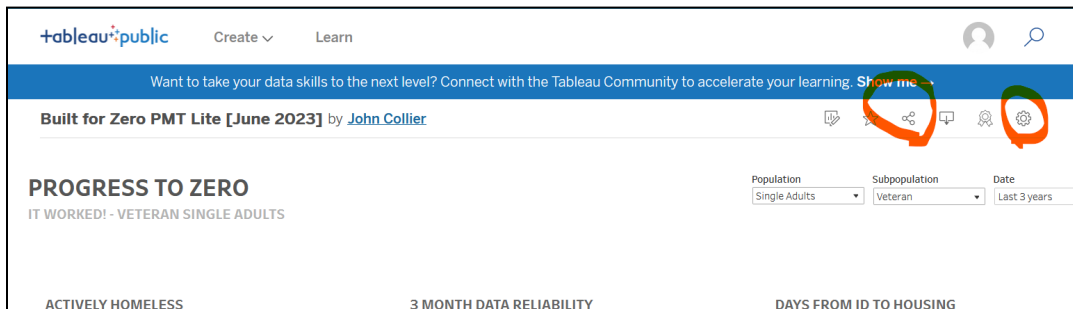 +ableau public Create Learn
Want to take your data skills to the next level? Connect with the Tableau Community to accelerate your learning. Show me
Built for Zero PMT Lite [June 2023] by John Collier
PROGRESS TO ZERO
IT WORKED! - VETERAN SINGLE ADULTS
Population Subpopulation Date
Single Adults Veteran Last 3 years
ACTIVELY HOMELESS 3 MONTH DATA RELIABILITY DAYS FROM ID TO HOUSING